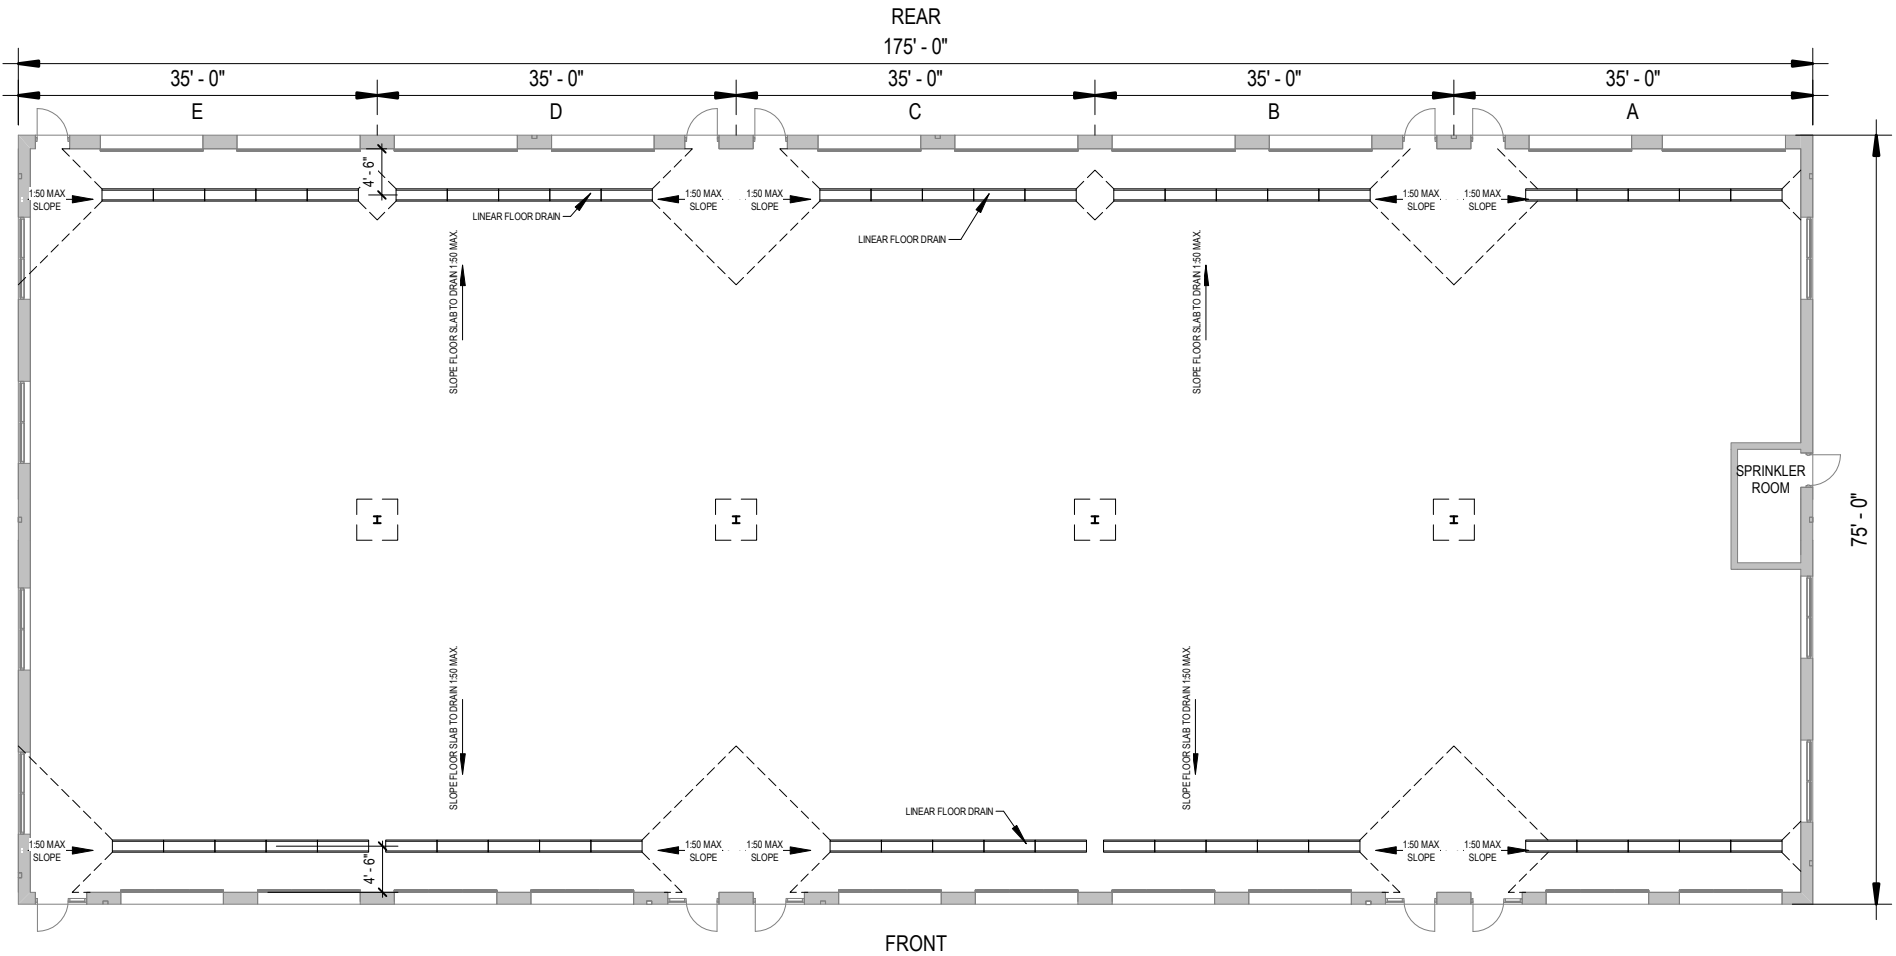 REAR
175' - 0"
35' - 0"
35' - 0"
35' - 0"
35' - 0"
35' - 0"
E
D
C
B
A
4' - 6"
1:50 MAX
SLOPE
1:50 MAX
SLOPE
1:50 MAX
SLOPE
1:50 MAX
SLOPE
1:50 MAX
SLOPE
LINEAR FLOOR DRAIN
LINEAR FLOOR DRAIN
SLOPE FLOOR SLAB TO DRAIN 1:50 MAX.
SLOPE FLOOR SLAB TO DRAIN 1:50 MAX.
SPRINKLER
ROOM
75' - 0"
SLOPE FLOOR SLAB TO DRAIN 1:50 MAX.
SLOPE FLOOR SLAB TO DRAIN 1:50 MAX.
LINEAR FLOOR DRAIN
1:50 MAX
SLOPE
1:50 MAX
SLOPE
1:50 MAX
SLOPE
1:50 MAX
SLOPE
1:50 MAX
SLOPE
4' - 6"
FRONT